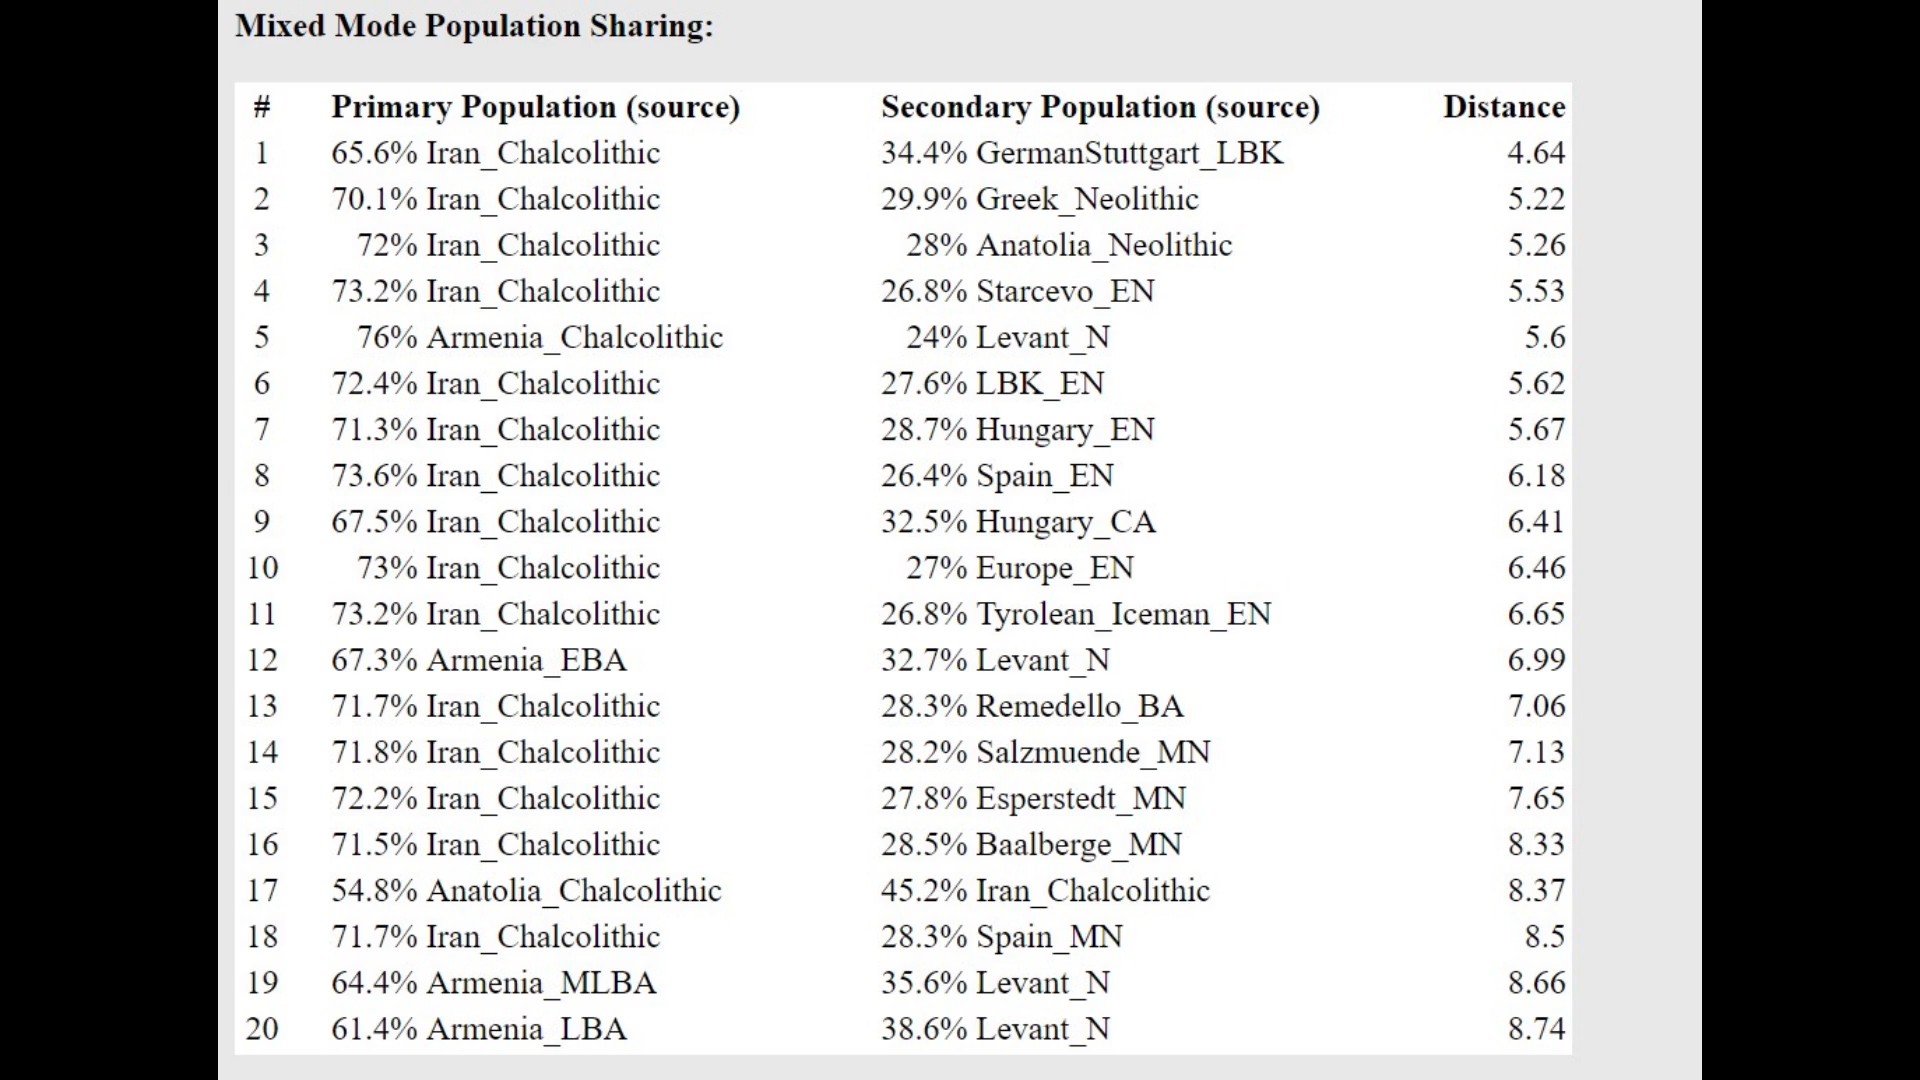 Mixed Mode Population Sharing:
# Primary Population (source) Secondary Population (source) Distance
1 65.6% Iran_Chalcolithic 34.4% GermanStuttgart_LBK 4.64
2 70.1% Iran_Chalcolithic 29.9% Greek_Neolithic 5.22
3 72% Iran_Chalcolithic 28% Anatolia_Neolithic 5.26
4 73.2% Iran_Chalcolithic 26.8% Starcevo_EN 5.53
5 76% Armenia_Chalcolithic 24% Levant_N 5.6
6 72.4% Iran_Chalcolithic 27.6% LBK_EN 5.62
7 71.3% Iran_Chalcolithic 28.7% Hungary_EN 5.67
8 73.6% Iran_Chalcolithic 26.4% Spain_EN 6.18
9 67.5% Iran_Chalcolithic 32.5% Hungary_CA 6.41
10 73% Iran_Chalcolithic 27% Europe_EN 6.46
11 73.2% Iran_Chalcolithic 26.8% Tyrolean_Iceman_EN 6.65
12 67.3% Armenia_EBA 32.7% Levant_N 6.99
13 71.7% Iran_Chalcolithic 28.3% Remedello_BA 7.06
14 71.8% Iran_Chalcolithic 28.2% Salzmuende_MN 7.13
15 72.2% Iran_Chalcolithic 27.8% Esperstedt_MN 7.65
16 71.5% Iran_Chalcolithic 28.5% Baalberge_MN 8.33
17 54.8% Anatolia_Chalcolithic 45.2% Iran_Chalcolithic 8.37
18 71.7% Iran_Chalcolithic 28.3% Spain_MN 8.5
19 64.4% Armenia_MLBA 35.6% Levant_N 8.66
20 61.4% Armenia_LBA 38.6% Levant_N 8.74